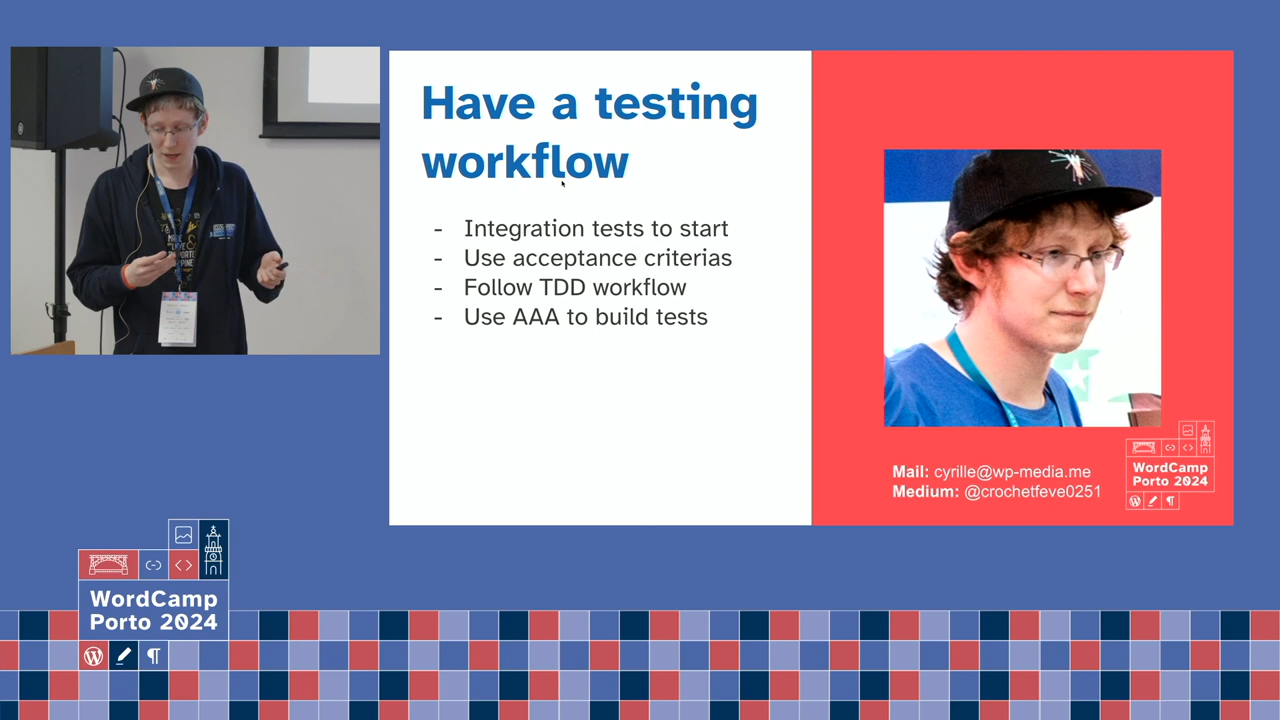 Have a testing
workflow
- Integration tests to start
- Use acceptance criterias
- Follow TDD workflow
- Use AAA to build tests
Mail: cyrille@wp-media.me
Medium: @crochetfeve0251
WordCamp
Porto 2024
WordCamp
Porto 2024